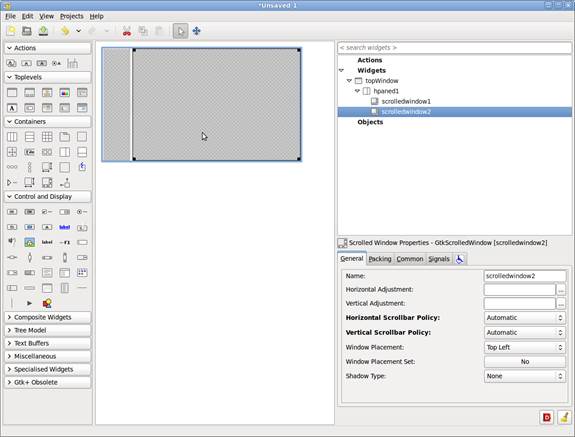 *Unsaved 1
File Edit View Projects Help
Actions
Toplevels
Containers
Control and Display
label
label
Composite Widgets
Tree Model
Text Buffers
Miscellaneous
Specialised Widgets
Gtk+ Obsolete
< search widgets >
Actions
Widgets
topWindow
hpaned1
scrolledwindow1
scrolledwindow2
Objects
Scrolled Window Properties - GtkScrolledWindow [scrolledwindow2]
General Packing Common Signals
Name: scrolledwindow2
Horizontal Adjustment: ...
Vertical Adjustment: ...
Horizontal Scrollbar Policy: Automatic
Vertical Scrollbar Policy: Automatic
Window Placement: Top Left
Window Placement Set: No
Shadow Type: None